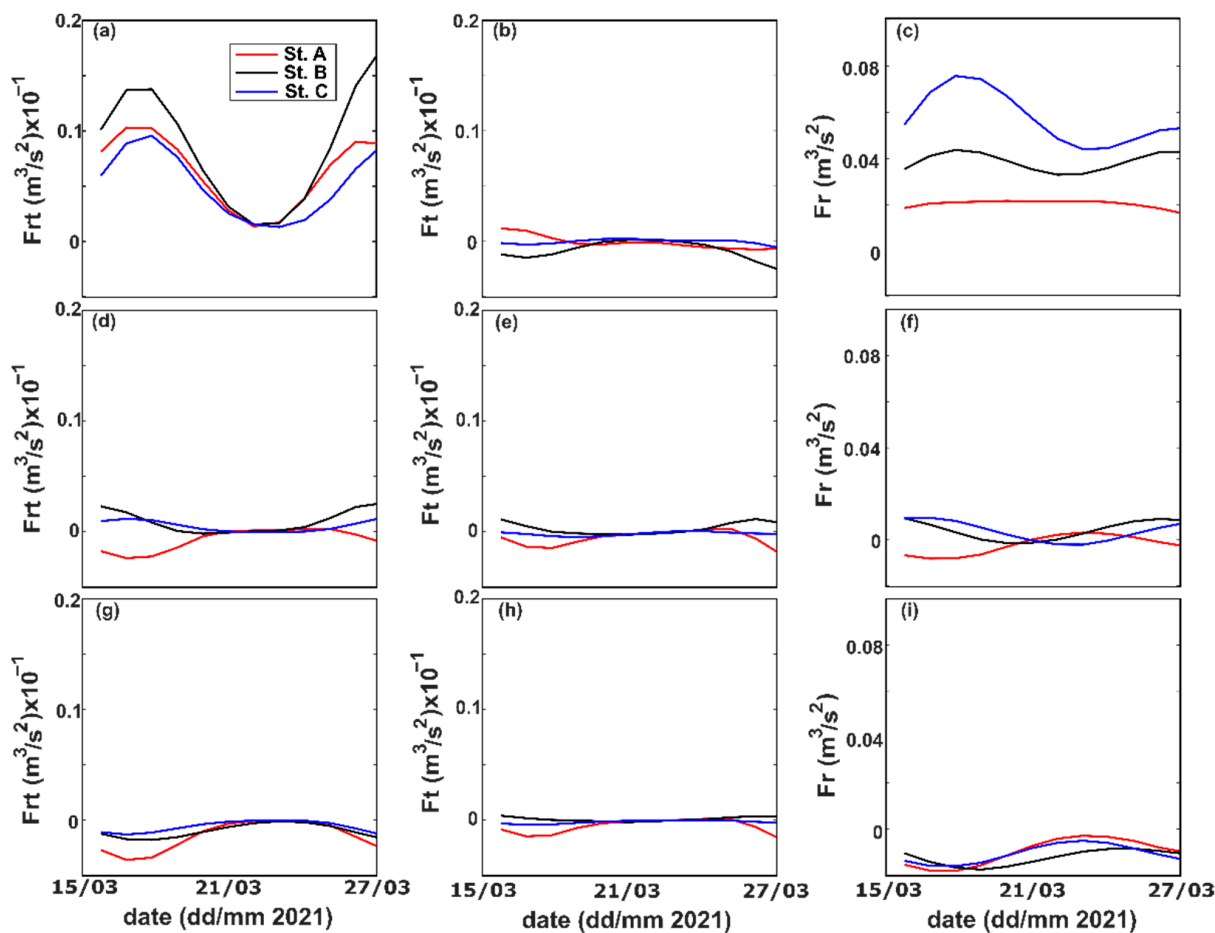 (a)
St. A
St. B
St. C
0.2
0.1
0
Frt (m³/s²)x10⁻¹
(b)
0.2
0.1
0
Ft (m³/s²)x10⁻¹
(c)
0.08
0.04
0
Fr (m³/s²)
(d)
0.2
0.1
0
Frt (m³/s²)x10⁻¹
(e)
0.2
0.1
0
Ft (m³/s²)x10⁻¹
(f)
0.08
0.04
0
Fr (m³/s²)
(g)
0.2
0.1
0
Frt (m³/s²)x10⁻¹
15/03 21/03 27/03
date (dd/mm 2021)
(h)
0.2
0.1
0
Ft (m³/s²)x10⁻¹
15/03 21/03 27/03
date (dd/mm 2021)
(i)
0.08
0.04
0
Fr (m³/s²)
15/03 21/03 27/03
date (dd/mm 2021)